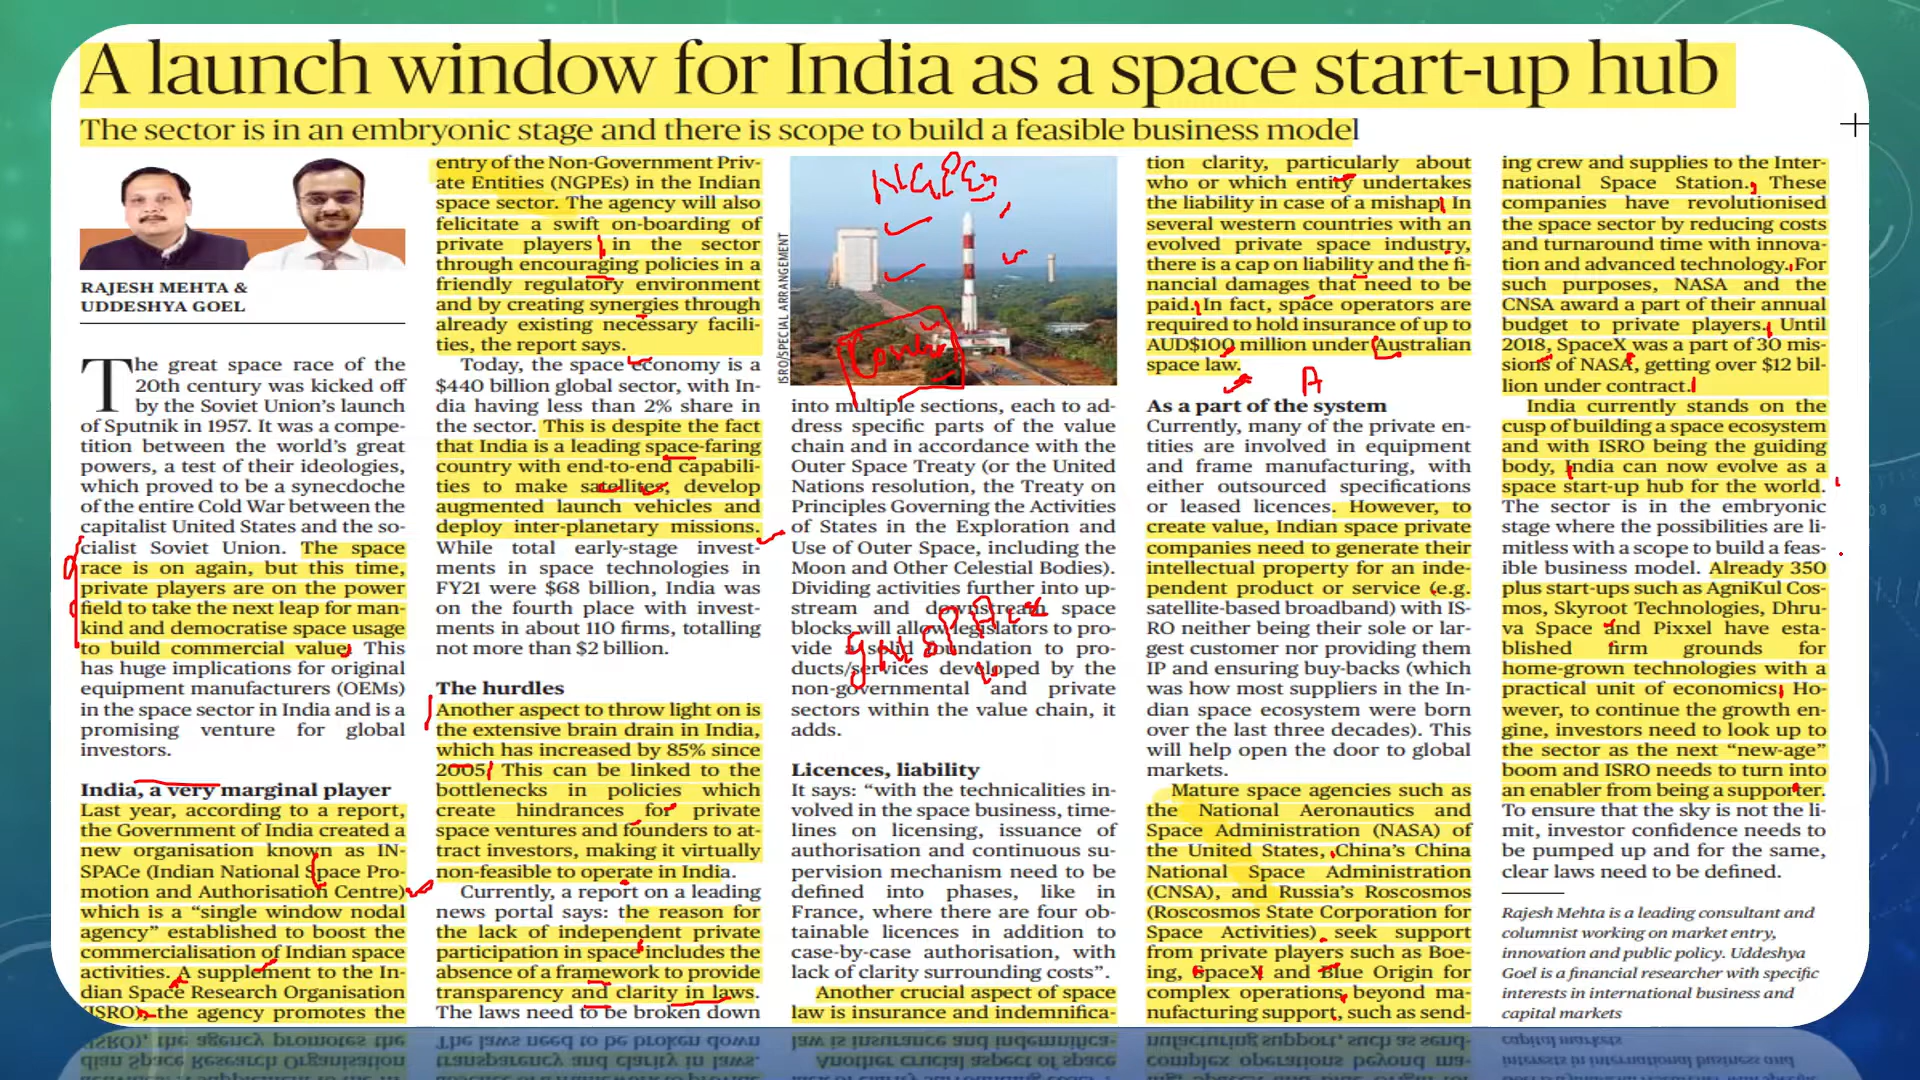 A launch window for India as a space start-up hub
The sector is in an embryonic stage and there is scope to build a feasible business model
RAJESH MEHTA &
UDDESHYA GOEL
The great space race of the
20th century was kicked off
by the Soviet Union's launch
of Sputnik in 1957. It was a compe-
tition between the world's great
powers, a test of their ideologies,
which proved to be a synecdoche
of the entire Cold War between the
capitalist United States and the so-
cialist Soviet Union. The space
race is on again, but this time,
private players are on the power
field to take the next leap for man-
kind and democratise space usage
to build commercial value. This
has huge implications for original
equipment manufacturers (OEMs)
in the space sector in India and is a
promising venture for global
investors.
India, a very marginal player
Last year, according to a report,
the Government of India created a
new organisation known as IN-
SPACe (Indian National Space Pro-
motion and Authorisation Centre)
which is a “single window nodal
agency” established to boost the
commercialisation of Indian space
activities. A supplement to the In-
dian Space Research Organisation
(ISRO), the agency promotes the
entry of the Non-Government Priv-
ate Entities (NGPEs) in the Indian
space sector. The agency will also
felicitate a swift on-boarding of
private players in the sector
through encouraging policies in a
friendly regulatory environment
and by creating synergies through
already existing necessary facili-
ties, the report says.
Today, the space economy is a
$440 billion global sector, with In-
dia having less than 2% share in
the sector. This is despite the fact
that India is a leading space-faring
country with end-to-end capabili-
ties to make satellites, develop
augmented launch vehicles and
deploy inter-planetary missions.
While total early-stage invest-
ments in space technologies in
FY21 were $68 billion, India was
on the fourth place with invest-
ments in about 110 firms, totalling
not more than $2 billion.
The hurdles
Another aspect to throw light on is
the extensive brain drain in India,
which has increased by 85% since
2005. This can be linked to the
bottlenecks in policies which
create hindrances for private
space ventures and founders to at-
tract investors, making it virtually
non-feasible to operate in India.
Currently, a report on a leading
news portal says: the reason for
the lack of independent private
participation in space includes the
absence of a framework to provide
transparency and clarity in laws.
The laws need to be broken down
NGPEs
ISRO/SPECIAL ARRANGEMENT
into multiple sections, each to ad-
dress specific parts of the value
chain and in accordance with the
Outer Space Treaty (or the United
Nations resolution, the Treaty on
Principles Governing the Activities
of States in the Exploration and
Use of Outer Space, including the
Moon and Other Celestial Bodies).
Dividing activities further into up-
stream and downstream space
blocks will allow legislators to pro-
vide a solid foundation to pro-
ducts/services developed by the
non-governmental and private
sectors within the value chain, it
adds.
Licences, liability
It says: “with the technicalities in-
volved in the space business, time-
lines on licensing, issuance of
authorisation and continuous su-
pervision mechanism need to be
defined into phases, like in
France, where there are four ob-
tainable licences in addition to
case-by-case authorisation, with
lack of clarity surrounding costs”.
Another crucial aspect of space
law is insurance and indemnifica-
tion clarity, particularly about
who or which entity undertakes
the liability in case of a mishap. In
several western countries with an
evolved private space industry,
there is a cap on liability and the fi-
nancial damages that need to be
paid. In fact, space operators are
required to hold insurance of up to
AUD$100 million under Australian
space law.
A
As a part of the system
Currently, many of the private en-
tities are involved in equipment
and frame manufacturing, with
either outsourced specifications
or leased licences. However, to
create value, Indian space private
companies need to generate their
intellectual property for an inde-
pendent product or service (e.g.
satellite-based broadband) with IS-
RO neither being their sole or lar-
gest customer nor providing them
IP and ensuring buy-backs (which
was how most suppliers in the In-
dian space ecosystem were born
over the last three decades). This
will help open the door to global
markets.
Mature space agencies such as
the National Aeronautics and
Space Administration (NASA) of
the United States, China's China
National Space Administration
(CNSA), and Russia's Roscosmos
(Roscosmos State Corporation for
Space Activities) seek support
from private players such as Boe-
ing, SpaceX and Blue Origin for
complex operations beyond ma-
nufacturing support, such as send-
ing crew and supplies to the Inter-
national Space Station. These
companies have revolutionised
the space sector by reducing costs
and turnaround time with innova-
tion and advanced technology. For
such purposes, NASA and the
CNSA award a part of their annual
budget to private players. Until
2018, SpaceX was a part of 30 mis-
sions of NASA, getting over $12 bil-
lion under contract.
India currently stands on the
cusp of building a space ecosystem
and with ISRO being the guiding
body, India can now evolve as a
space start-up hub for the world.
The sector is in the embryonic
stage where the possibilities are li-
mitless with a scope to build a feas-
ible business model. Already 350
plus start-ups such as AgniKul Cos-
mos, Skyroot Technologies, Dhru-
va Space and Pixxel have esta-
blished firm grounds for
home-grown technologies with a
practical unit of economics. Ho-
wever, to continue the growth en-
gine, investors need to look up to
the sector as the next “new-age”
boom and ISRO needs to turn into
an enabler from being a supporter.
To ensure that the sky is not the li-
mit, investor confidence needs to
be pumped up and for the same,
clear laws need to be defined.
Rajesh Mehta is a leading consultant and
columnist working on market entry,
innovation and public policy. Uddeshya
Goel is a financial researcher with specific
interests in international business and
capital markets